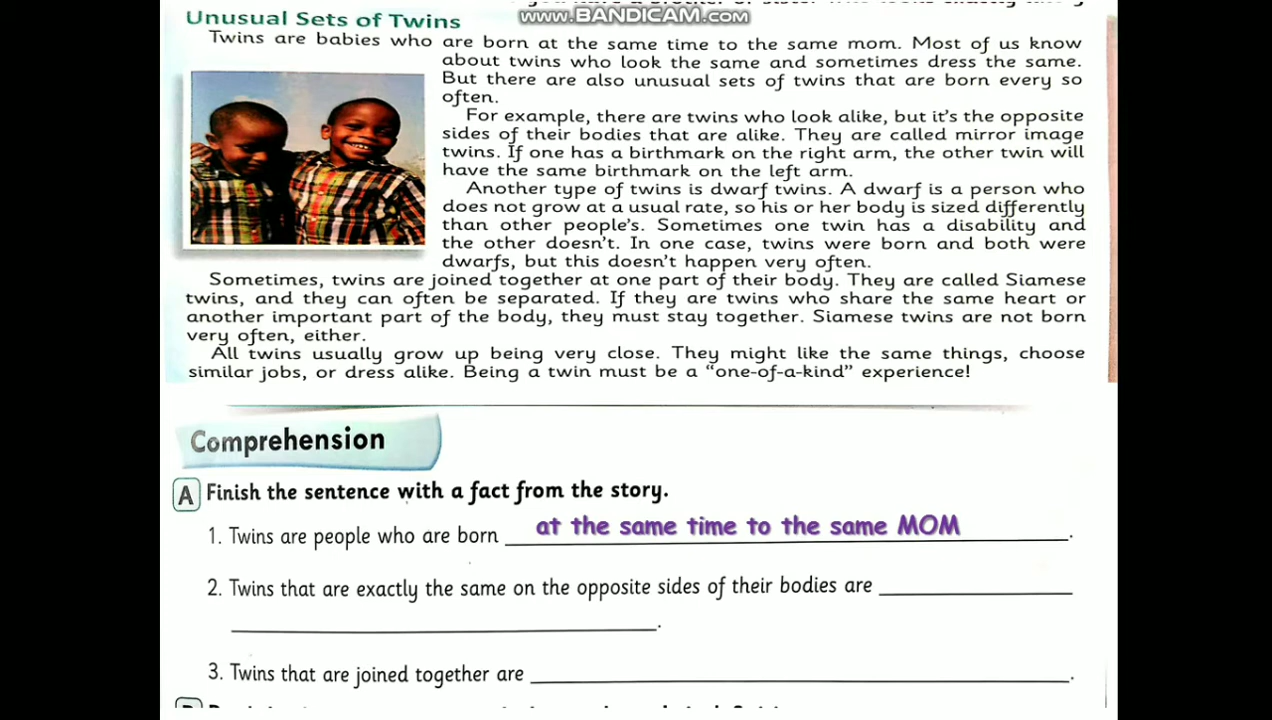 www.BANDICAM.com
Unusual Sets of Twins
Twins are babies who are born at the same time to the same mom. Most of us know
about twins who look the same and sometimes dress the same.
But there are also unusual sets of twins that are born every so
often.
For example, there are twins who look alike, but it's the opposite
sides of their bodies that are alike. They are called mirror image
twins. If one has a birthmark on the right arm, the other twin will
have the same birthmark on the left arm.
Another type of twins is dwarf twins. A dwarf is a person who
does not grow at a usual rate, so his or her body is sized differently
than other people's. Sometimes one twin has a disability and
the other doesn't. In one case, twins were born and both were
dwarfs, but this doesn't happen very often.
Sometimes, twins are joined together at one part of their body. They are called Siamese
twins, and they can often be separated. If they are twins who share the same heart or
another important part of the body, they must stay together. Siamese twins are not born
very often, either.
All twins usually grow up being very close. They might like the same things, choose
similar jobs, or dress alike. Being a twin must be a “one-of-a-kind” experience!
Comprehension
A Finish the sentence with a fact from the story.
1. Twins are people who are born at the same time to the same MOM.
2. Twins that are exactly the same on the opposite sides of their bodies are
3. Twins that are joined together are